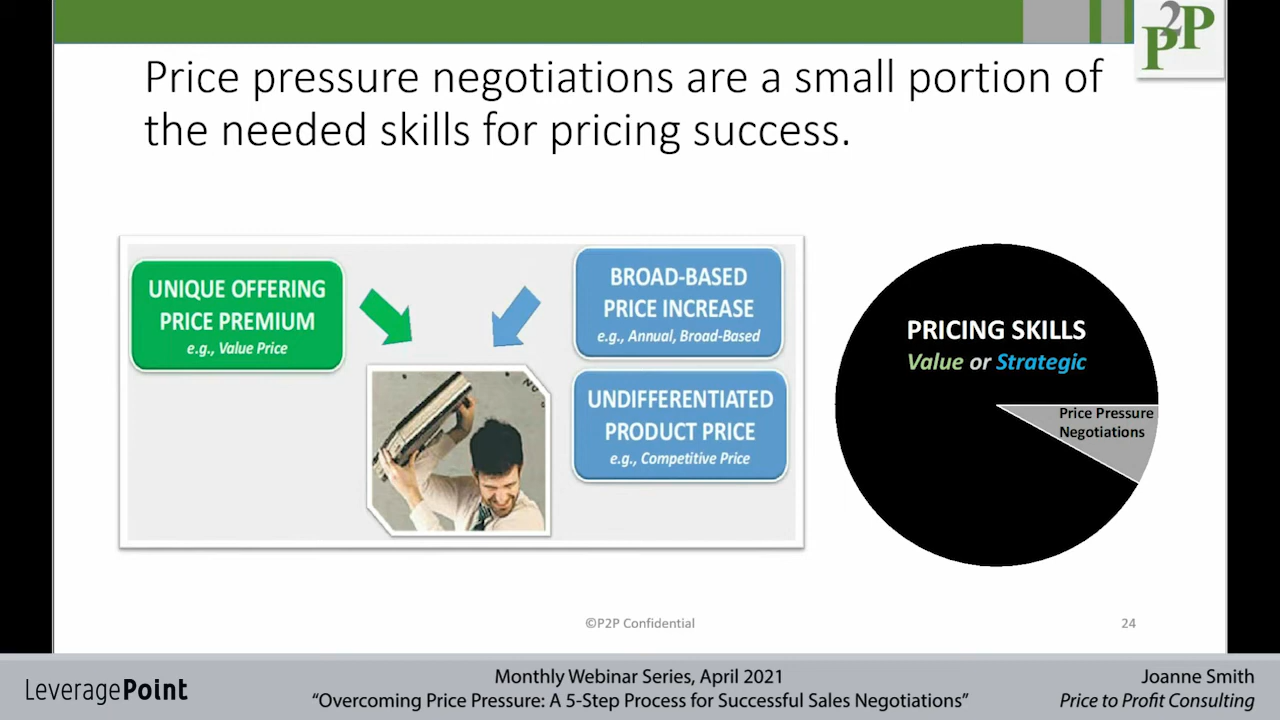 P2P
Price pressure negotiations are a small portion of
the needed skills for pricing success.
UNIQUE OFFERING
PRICE PREMIUM
e.g., Value Price
BROAD-BASED
PRICE INCREASE
e.g., Annual, Broad-Based
UNDIFFERENTIATED
PRODUCT PRICE
e.g., Competitive Price
PRICING SKILLS
Value or Strategic
Price Pressure
Negotiations
©P2P Confidential
24
LeveragePoint
Monthly Webinar Series, April 2021
“Overcoming Price Pressure: A 5-Step Process for Successful Sales Negotiations”
Joanne Smith
Price to Profit Consulting